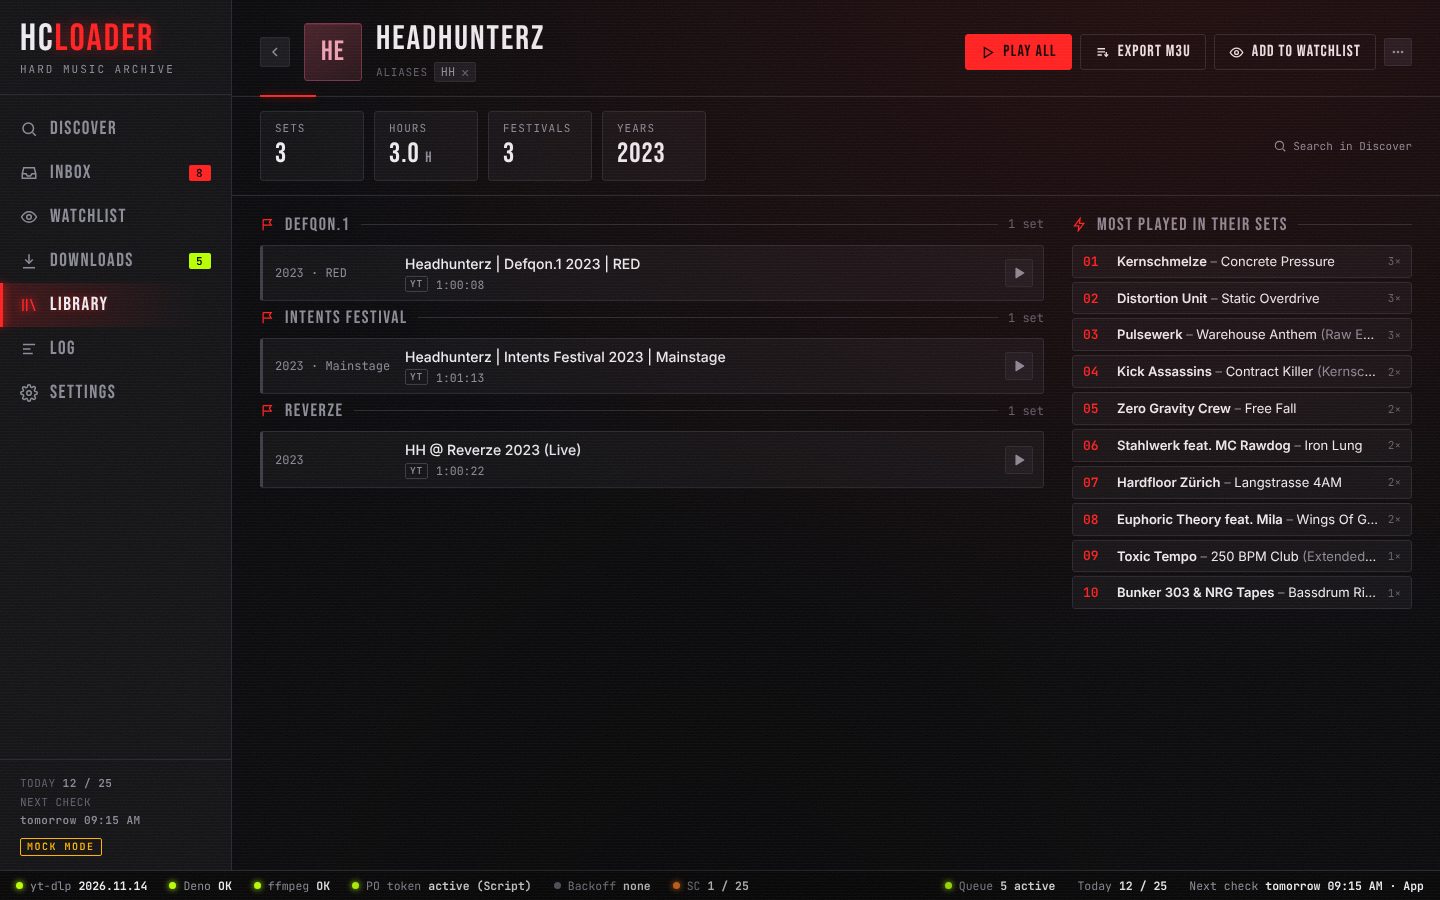 HCLOADER
HARD MUSIC ARCHIVE
DISCOVER
INBOX 8
WATCHLIST
DOWNLOADS 5
LIBRARY
LOG
SETTINGS
TODAY 12 / 25
NEXT CHECK
tomorrow 09:15 AM
MOCK MODE
HE
HEADHUNTERZ
ALIASES HH ×
PLAY ALL
EXPORT M3U
ADD TO WATCHLIST
SETS
3
HOURS
3.0 H
FESTIVALS
3
YEARS
2023
Search in Discover
DEFQON.1 1 set
2023 · RED
Headhunterz | Defqon.1 2023 | RED
YT 1:00:08
INTENTS FESTIVAL 1 set
2023 · Mainstage
Headhunterz | Intents Festival 2023 | Mainstage
YT 1:01:13
REVERZE 1 set
2023
HH @ Reverze 2023 (Live)
YT 1:00:22
MOST PLAYED IN THEIR SETS
01 Kernschmelze – Concrete Pressure 3×
02 Distortion Unit – Static Overdrive 3×
03 Pulsewerk – Warehouse Anthem (Raw E... 3×
04 Kick Assassins – Contract Killer (Kernsc... 2×
05 Zero Gravity Crew – Free Fall 2×
06 Stahlwerk feat. MC Rawdog – Iron Lung 2×
07 Hardfloor Zürich – Langstrasse 4AM 2×
08 Euphoric Theory feat. Mila – Wings Of G... 2×
09 Toxic Tempo – 250 BPM Club (Extended... 1×
10 Bunker 303 & NRG Tapes – Bassdrum Ri... 1×
yt-dlp 2026.11.14 Deno OK ffmpeg OK PO token active (Script) Backoff none SC 1 / 25 Queue 5 active Today 12 / 25 Next check tomorrow 09:15 AM · App